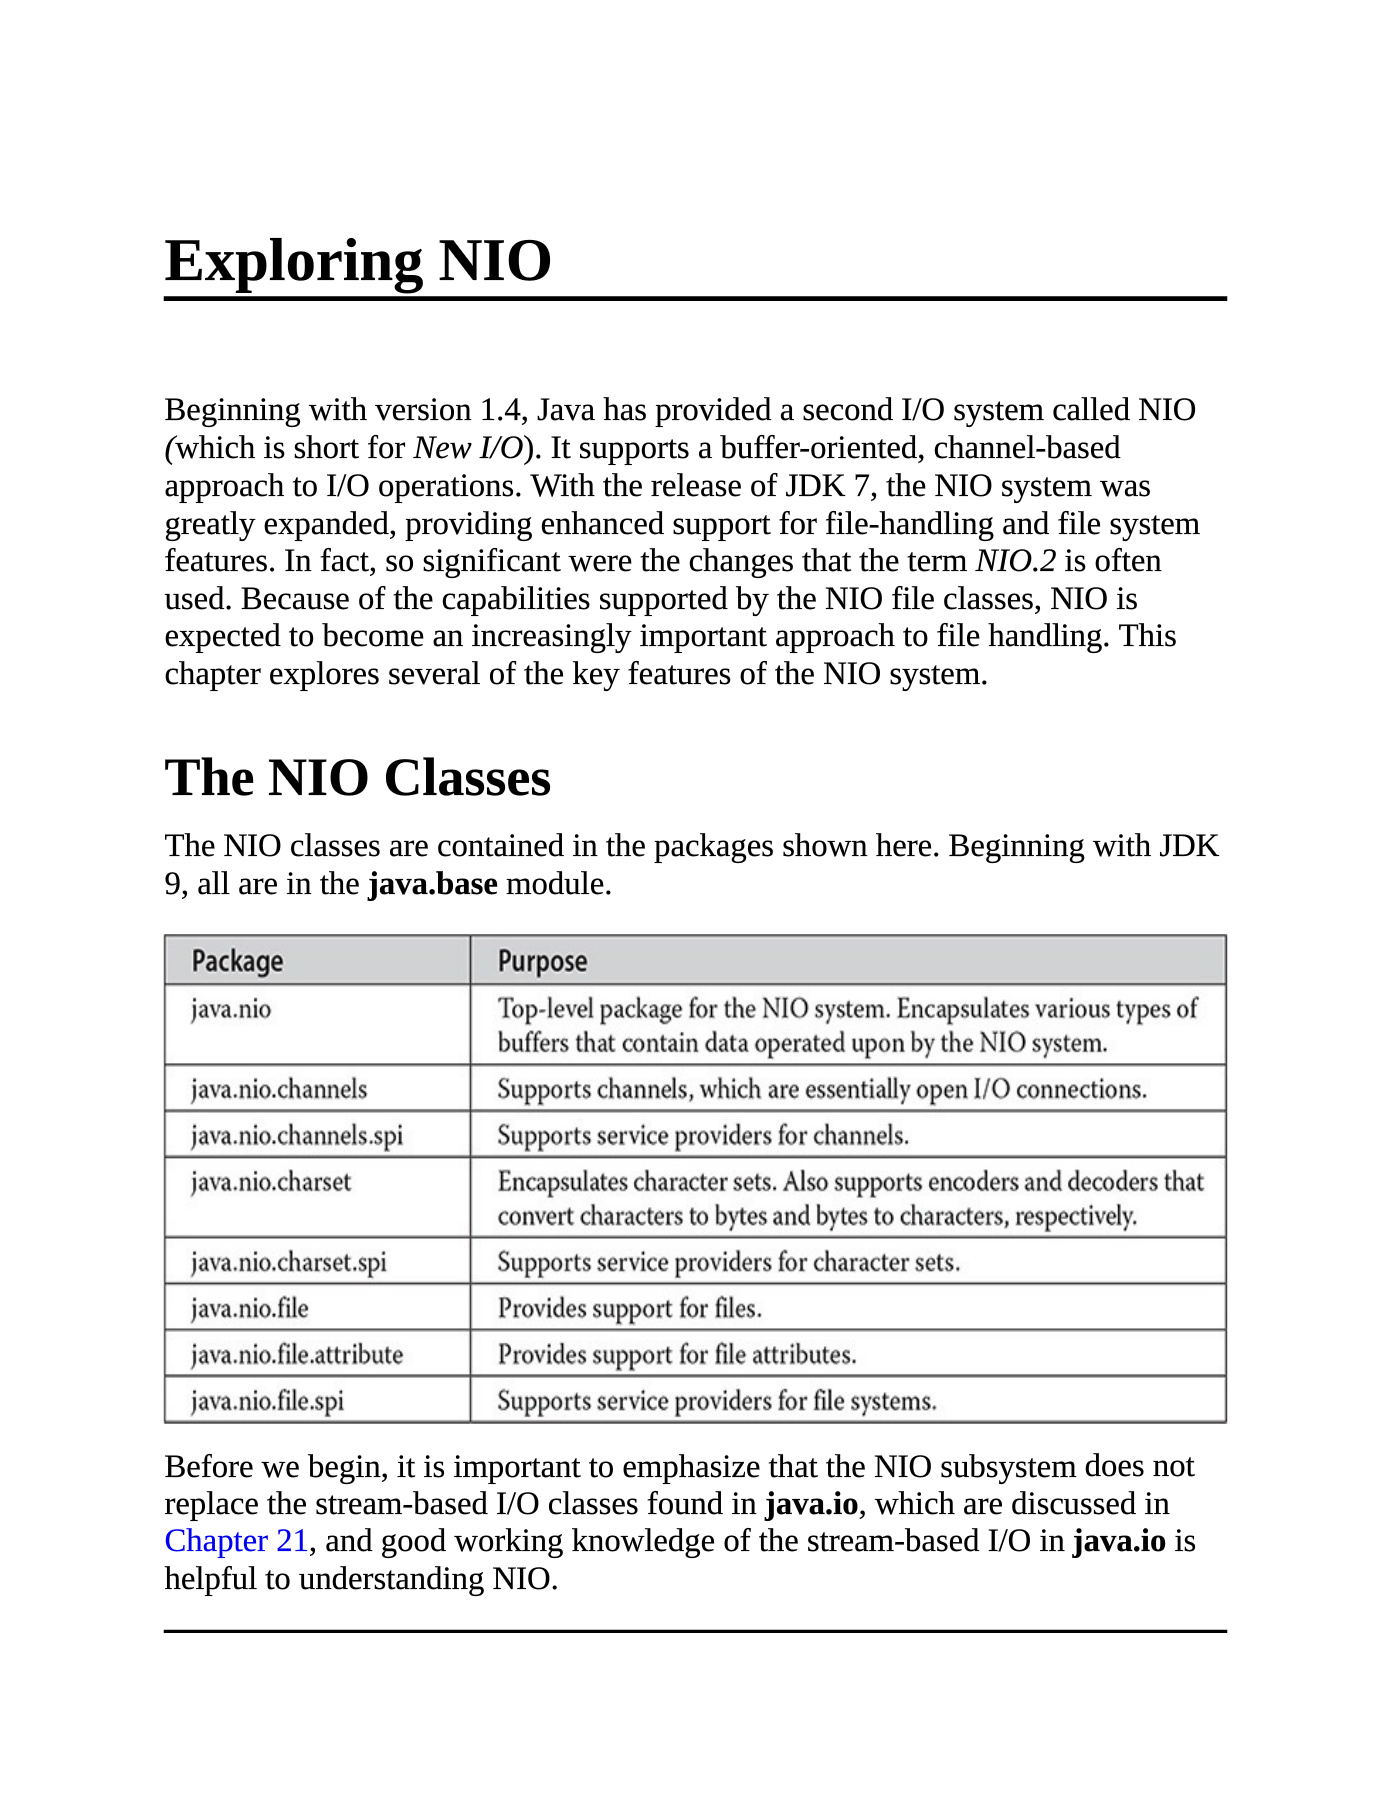 Exploring NIO
Beginning with version 1.4, Java has provided a second I/O system called NIO
(which is short for New I/O). It supports a buffer-oriented, channel-based
approach to I/O operations. With the release of JDK 7, the NIO system was
greatly expanded, providing enhanced support for file-handling and file system
features. In fact, so significant were the changes that the term NIO.2 is often
used. Because of the capabilities supported by the NIO file classes, NIO is
expected to become an increasingly important approach to file handling. This
chapter explores several of the key features of the NIO system.
The NIO Classes
The NIO classes are contained in the packages shown here. Beginning with JDK
9, all are in the java.base module.
Package Purpose
java.nio Top-level package for the NIO system. Encapsulates various types of
buffers that contain data operated upon by the NIO system.
java.nio.channels Supports channels, which are essentially open I/O connections.
java.nio.channels.spi Supports service providers for channels.
java.nio.charset Encapsulates character sets. Also supports encoders and decoders that
convert characters to bytes and bytes to characters, respectively.
java.nio.charset.spi Supports service providers for character sets.
java.nio.file Provides support for files.
java.nio.file.attribute Provides support for file attributes.
java.nio.file.spi Supports service providers for file systems.
Before we begin, it is important to emphasize that the NIO subsystem does not
replace the stream-based I/O classes found in java.io, which are discussed in
Chapter 21, and good working knowledge of the stream-based I/O in java.io is
helpful to understanding NIO.